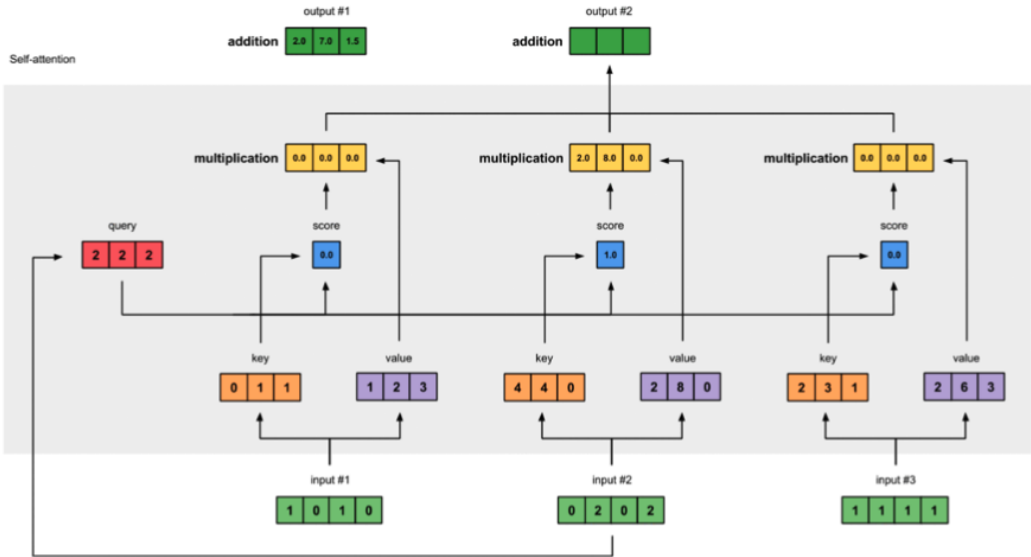 output #1
output #2
addition 2.0 7.0 1.5
addition
Self-attention
multiplication 0.0 0.0 0.0
multiplication 2.0 8.0 0.0
multiplication 0.0 0.0 0.0
query
score
score
score
2 2 2
0.0
1.0
0.0
key
value
key
value
key
value
0 1 1
1 2 3
4 4 0
2 8 0
2 3 1
2 6 3
input #1
input #2
input #3
1 0 1 0
0 2 0 2
1 1 1 1